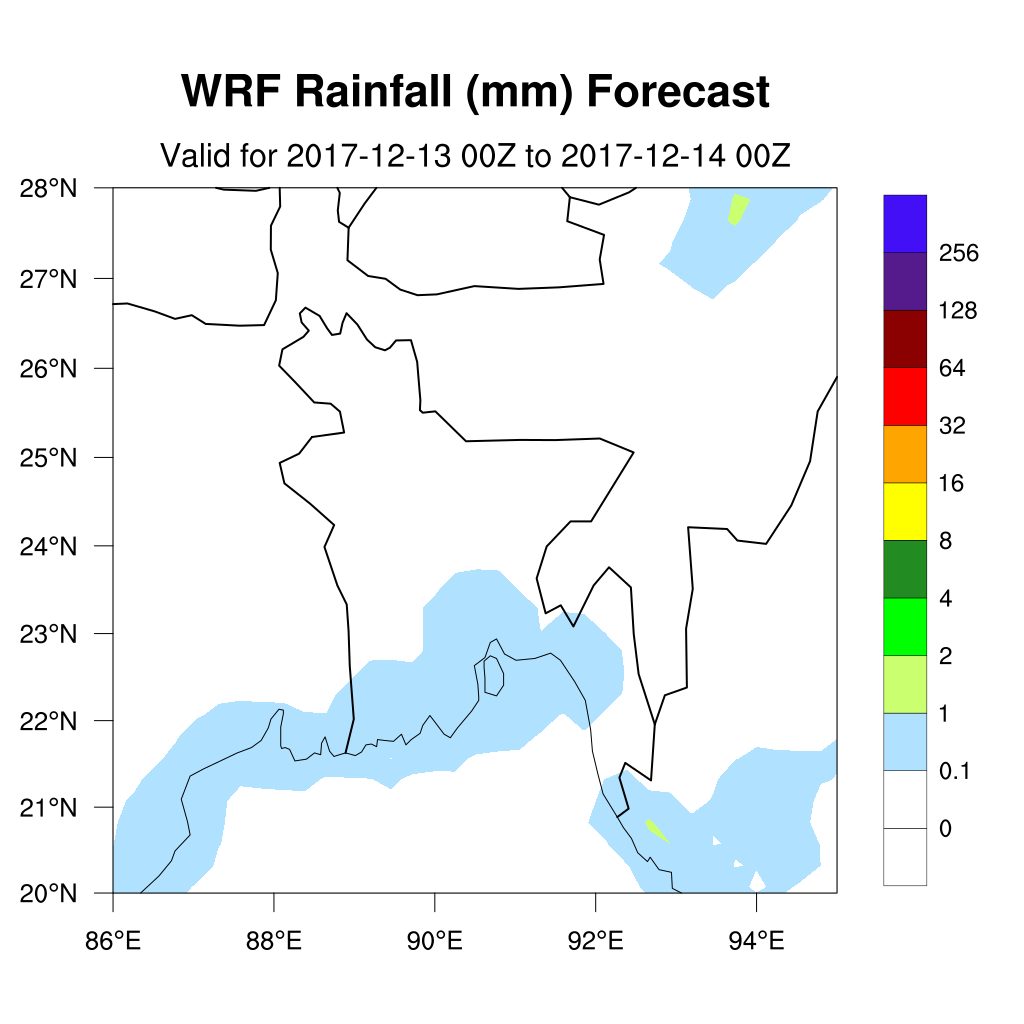 WRF Rainfall (mm) Forecast
Valid for 2017-12-13 00Z to 2017-12-14 00Z
28°N
27°N
26°N
25°N
24°N
23°N
22°N
21°N
20°N
86°E 88°E 90°E 92°E 94°E
256
128
64
32
16
8
4
2
1
0.1
0